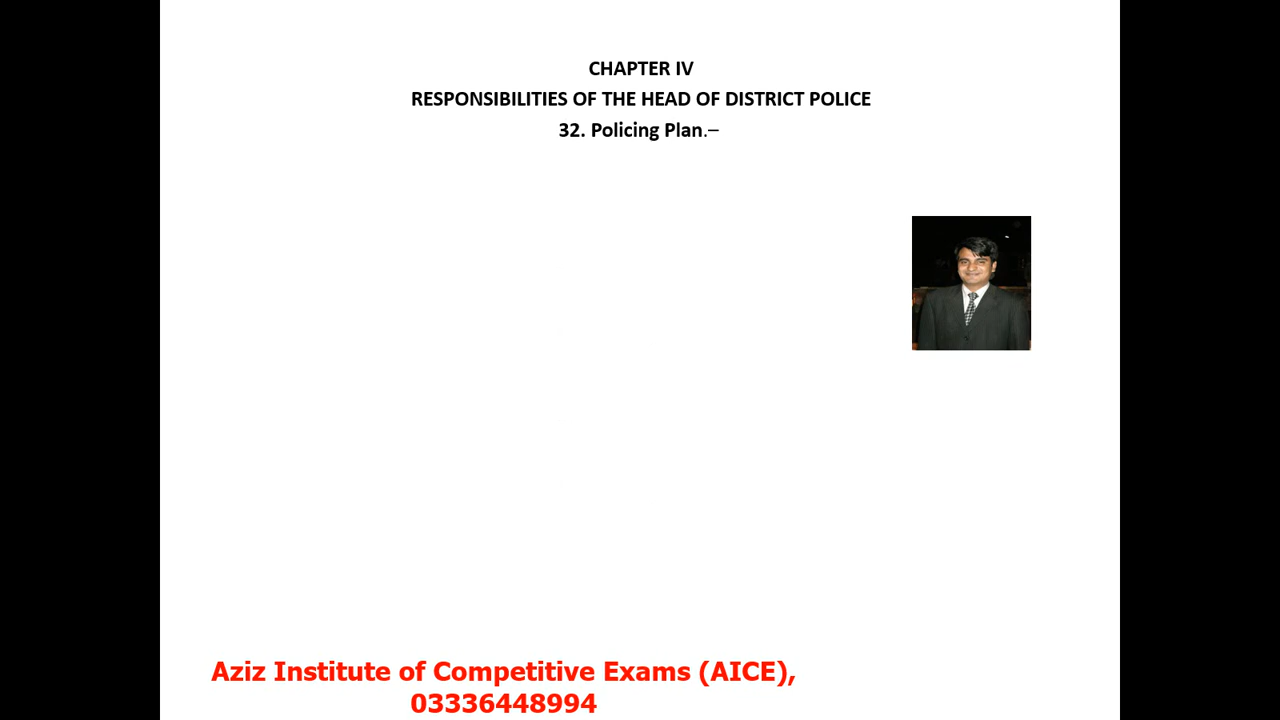 CHAPTER IV
RESPONSIBILITIES OF THE HEAD OF DISTRICT POLICE
32. Policing Plan.–
Aziz Institute of Competitive Exams (AICE),
03336448994